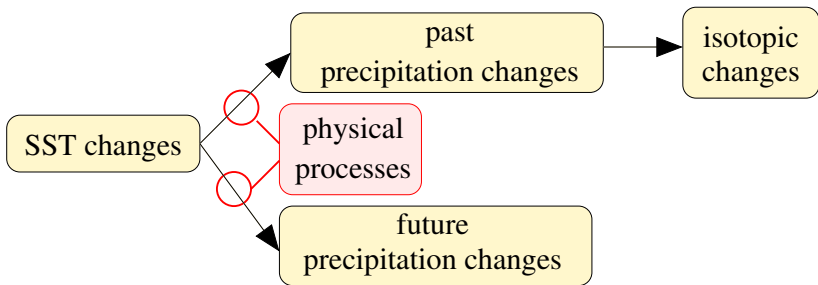 past
precipitation changes
isotopic
changes
SST changes
physical
processes
future
precipitation changes